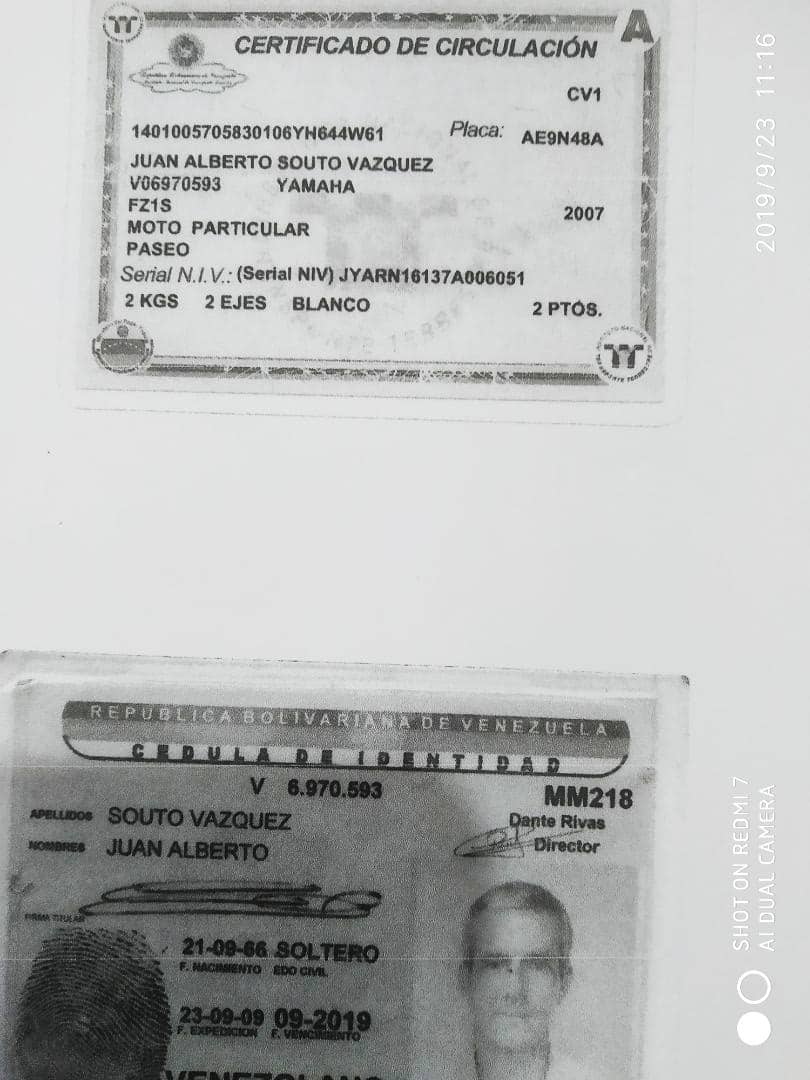 A
CERTIFICADO DE CIRCULACIÓN
CV1
1401005705830106YH644W61 Placa: AE9N48A
JUAN ALBERTO SOUTO VAZQUEZ
V06970593 YAMAHA
FZ1S 2007
MOTO PARTICULAR
PASEO
Serial N.I.V.: (Serial NIV) JYARN16137A006051
2 KGS 2 EJES BLANCO 2 PTOS.
REPUBLICA BOLIVARIANA DE VENEZUELA
CEDULA DE IDENTIDAD
V 6.970.593 MM218
APELLIDOS SOUTO VAZQUEZ Dante Rivas
NOMBRES JUAN ALBERTO Director
FIRMA TITULAR
21-09-66 SOLTERO
F. NACIMIENTO EDO CIVIL
23-09-09 09-2019
F. EXPEDICION F. VENCIMIENTO
VENEZOLANO
2019/9/23 11:16
SHOT ON REDMI 7
AI DUAL CAMERA